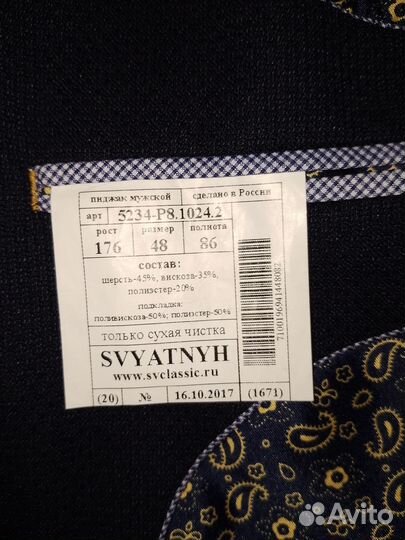 пиджак мужской сделано в России
арт 5234-P8.1024.2
рост размер полнота
176 48 86
состав:
шерсть-45%, вискоза-35%,
полиэстер-20%
подкладка:
поливискоза-50%; полиэстер-50%
только сухая чистка
SVYATNYH
www.svclassic.ru
(20) № 16.10.2017 (1671)
Avito